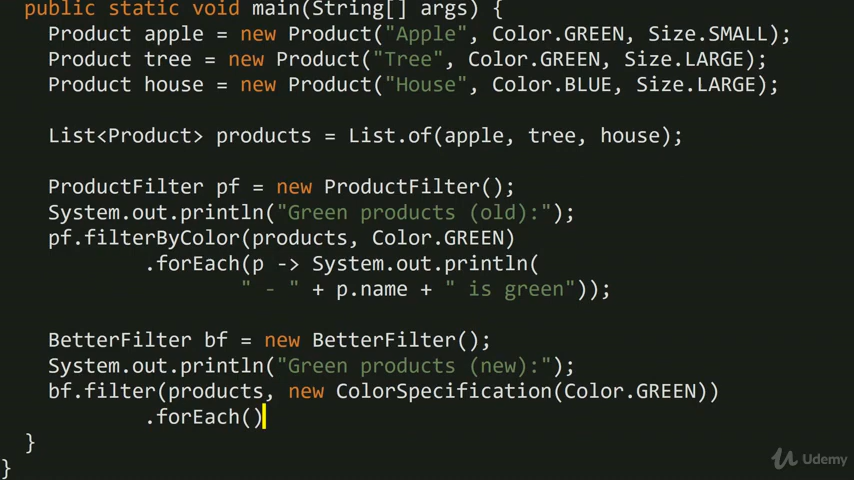 public static void main(String[] args) {
Product apple = new Product("Apple", Color.GREEN, Size.SMALL);
Product tree = new Product("Tree", Color.GREEN, Size.LARGE);
Product house = new Product("House", Color.BLUE, Size.LARGE);
List<Product> products = List.of(apple, tree, house);
ProductFilter pf = new ProductFilter();
System.out.println("Green products (old):");
pf.filterByColor(products, Color.GREEN)
.forEach(p -> System.out.println(
" - " + p.name + " is green"));
BetterFilter bf = new BetterFilter();
System.out.println("Green products (new):");
bf.filter(products, new ColorSpecification(Color.GREEN))
.forEach()
}
}
Udemy